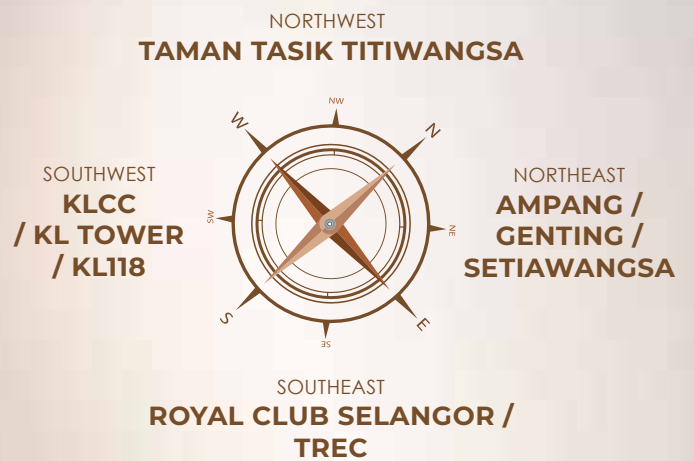 NORTHWEST
TAMAN TASIK TITIWANGSA
NW
W
N
SOUTHWEST
KLCC
/ KL TOWER
/ KL118
SW
NE
NORTHEAST
AMPANG /
GENTING /
SETIAWANGSA
S
E
SE
SOUTHEAST
ROYAL CLUB SELANGOR /
TREC